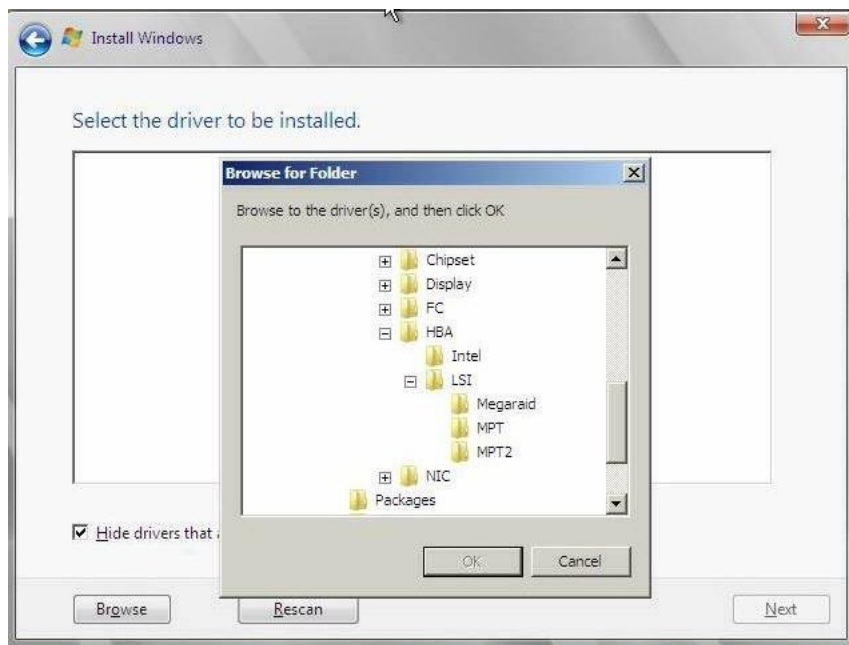 Install Windows
Select the driver to be installed.
Browse for Folder
Browse to the driver(s), and then click OK
Chipset
Display
FC
HBA
Intel
LSI
Megaraid
MPT
MPT2
NIC
Packages
Hide drivers that
OK
Cancel
Browse
Rescan
Next